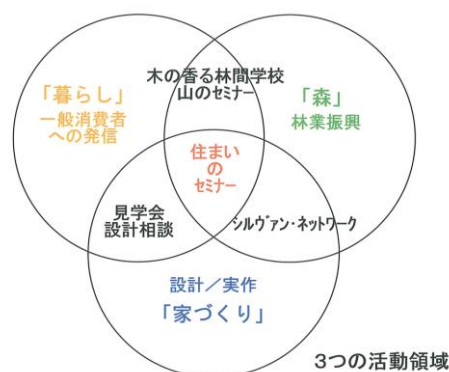 木の香る林間学校
山のセミナー
「暮らし」
一般消費者
への発信
「森」
林業振興
住まい
の
セミナー
見学会
設計相談
シルヴァン・ネットワーク
設計／実作
「家づくり」
3つの活動領域